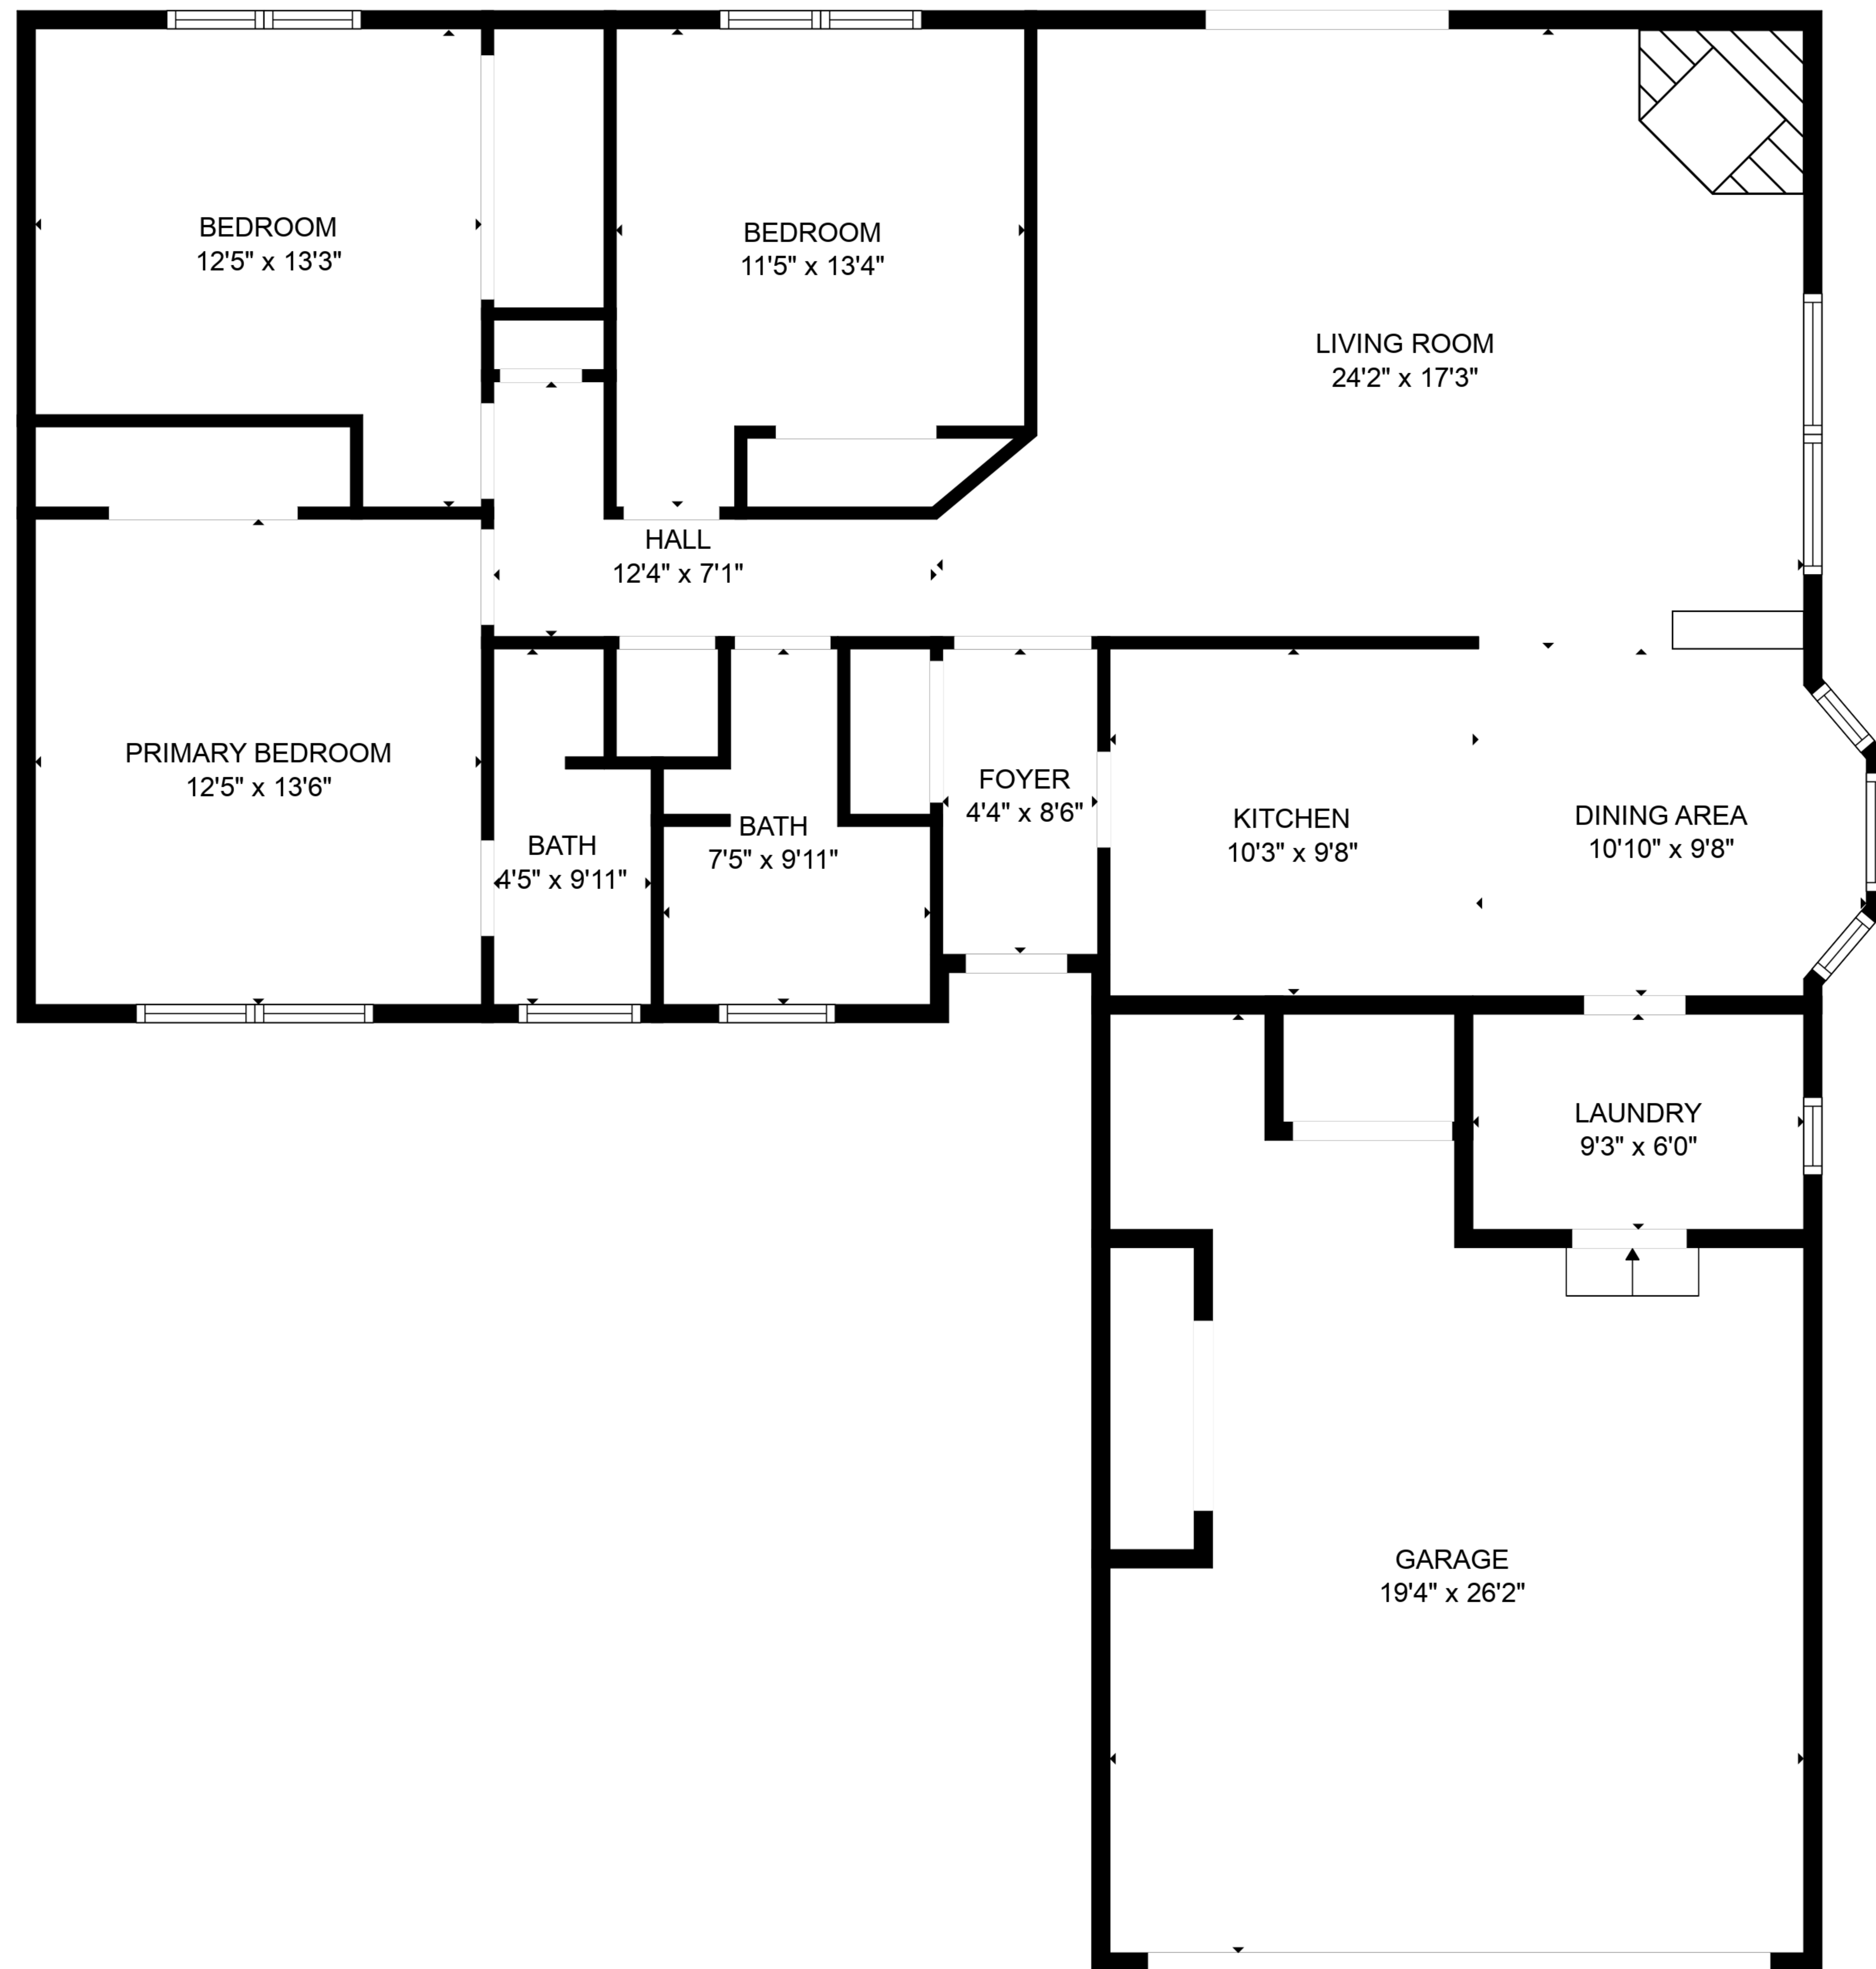 BEDROOM
12'5" x 13'3"
BEDROOM
11'5" x 13'4"
LIVING ROOM
24'2" x 17'3"
HALL
12'4" x 7'1"
PRIMARY BEDROOM
12'5" x 13'6"
BATH
4'5" x 9'11"
BATH
7'5" x 9'11"
FOYER
4'4" x 8'6"
KITCHEN
10'3" x 9'8"
DINING AREA
10'10" x 9'8"
LAUNDRY
9'3" x 6'0"
GARAGE
19'4" x 26'2"